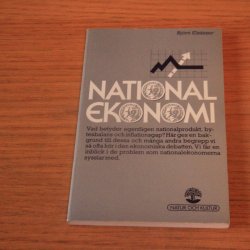 Björn Elmbrant
NATIONAL
EKONOMI
Vad betyder egentligen nationalprodukt, by-
tesbalans och inflationsgap? Här ges en bak-
grund till dessa och många andra begrepp vi
så ofta hör i den ekonomiska debatten. Vi får en
inblick i de problem som nationalekonomerna
sysslar med.
NATUR OCH KULTUR